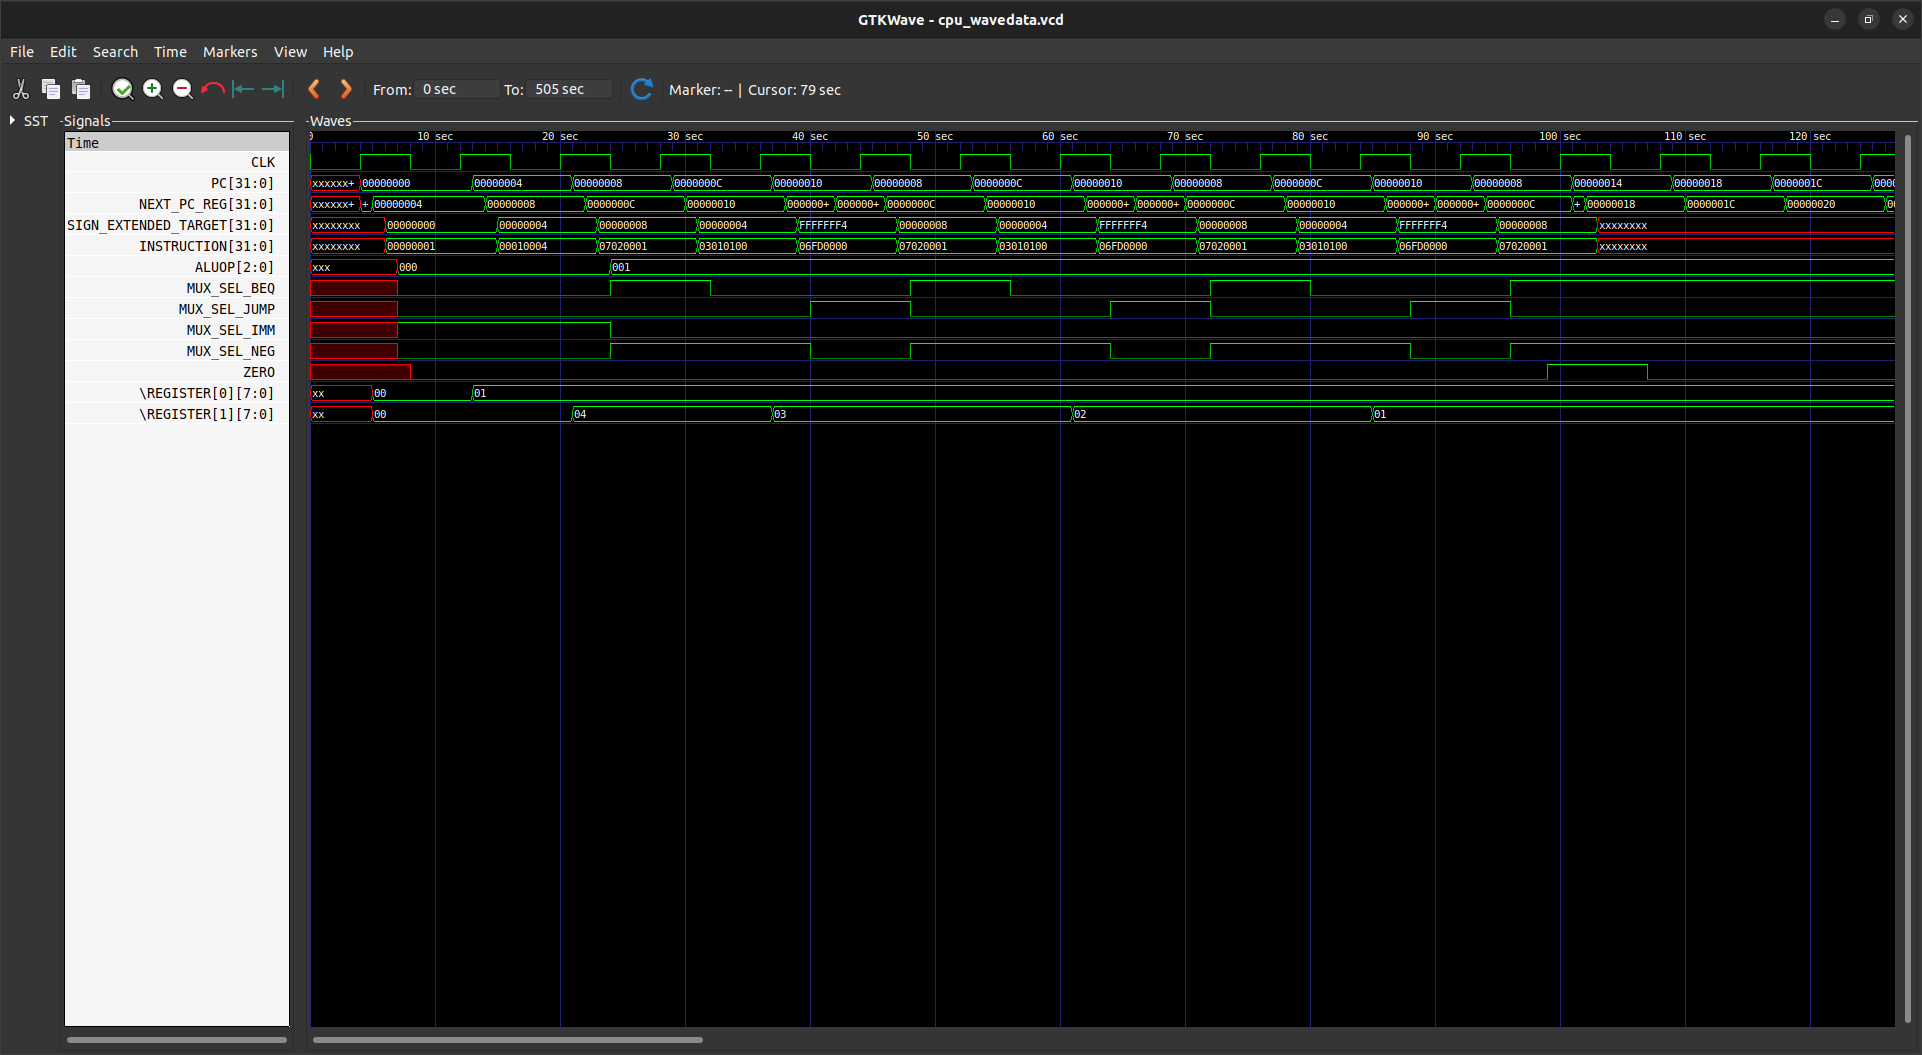 GTKWave - cpu_wavedata.vcd
File Edit Search Time Markers View Help
From: 0 sec To: 505 sec Marker: -- | Cursor: 79 sec
SST Signals Waves
Time 0 10 sec 20 sec 30 sec 40 sec 50 sec 60 sec 70 sec 80 sec 90 sec 100 sec 110 sec 120 sec
CLK
PC[31:0] xxxxxx+ 00000000 00000004 00000008 0000000C 00000010 00000008 0000000C 00000010 00000008 0000000C 00000010 00000008 00000014 00000018 0000001C 0000
NEXT_PC_REG[31:0] xxxxxx+ + 00000004 00000008 0000000C 00000010 000000+ 000000+ 0000000C 00000010 000000+ 000000+ 0000000C 00000010 000000+ 000000+ 0000000C + 00000018 0000001C 00000020 0
SIGN_EXTENDED_TARGET[31:0] xxxxxxxx 00000000 00000004 00000008 00000004 FFFFFFF4 00000008 00000004 FFFFFFF4 00000008 00000004 FFFFFFF4 00000008 xxxxxxxx
INSTRUCTION[31:0] xxxxxxxx 00000001 00010004 07020001 03010100 06FD0000 07020001 03010100 06FD0000 07020001 03010100 06FD0000 07020001 xxxxxxxx
ALUOP[2:0] xxx 000 001
MUX_SEL_BEQ
MUX_SEL_JUMP
MUX_SEL_IMM
MUX_SEL_NEG
ZERO
\REGISTER[0][7:0] xx 00 01
\REGISTER[1][7:0] xx 00 04 03 02 01